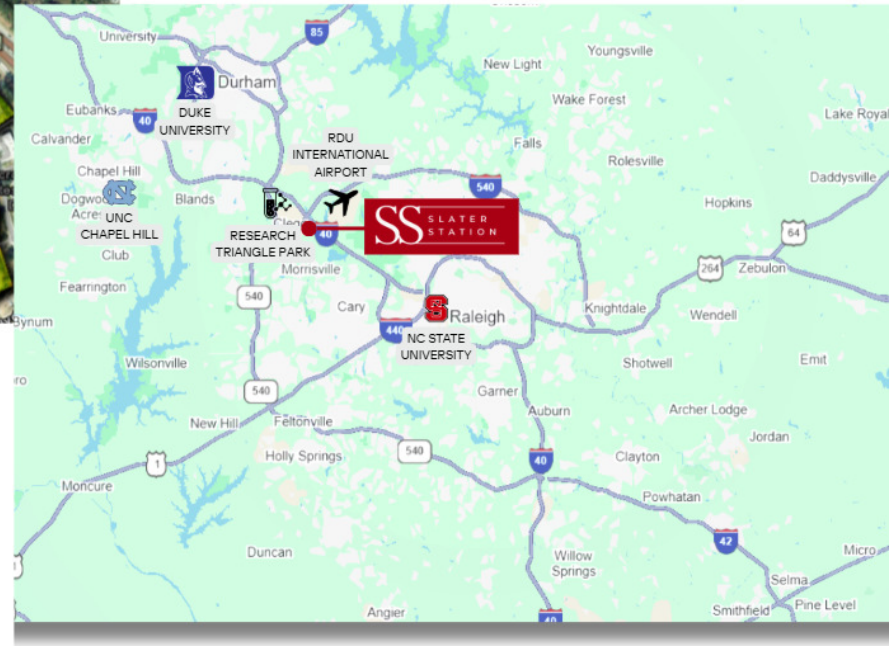 85
University
Youngsville
New Light
Durham
Wake Forest
DUKE
UNIVERSITY
Eubanks
40
Lake Royal
Calvander
RDU
INTERNATIONAL
AIRPORT
Falls
Rolesville
Chapel Hill
Daddysville
540
Blands
Hopkins
UNC
CHAPEL HILL
SS SLATER
STATION
40
64
RESEARCH
TRIANGLE PARK
Club
Morrisville
264
Zebulon
Fearrington
540
Cary
Knightdale
Wendell
Raleigh
Bynum
440
NC STATE
UNIVERSITY
Wilsonville
Shotwell
Emit
540
Garner
New Hill
Feltonville
Auburn
Archer Lodge
Jordan
540
1
Holly Springs
40
Clayton
Moncure
Powhatan
42
Duncan
Willow
Springs
Micro
Selma
Angier
40
Smithfield
Pine Level